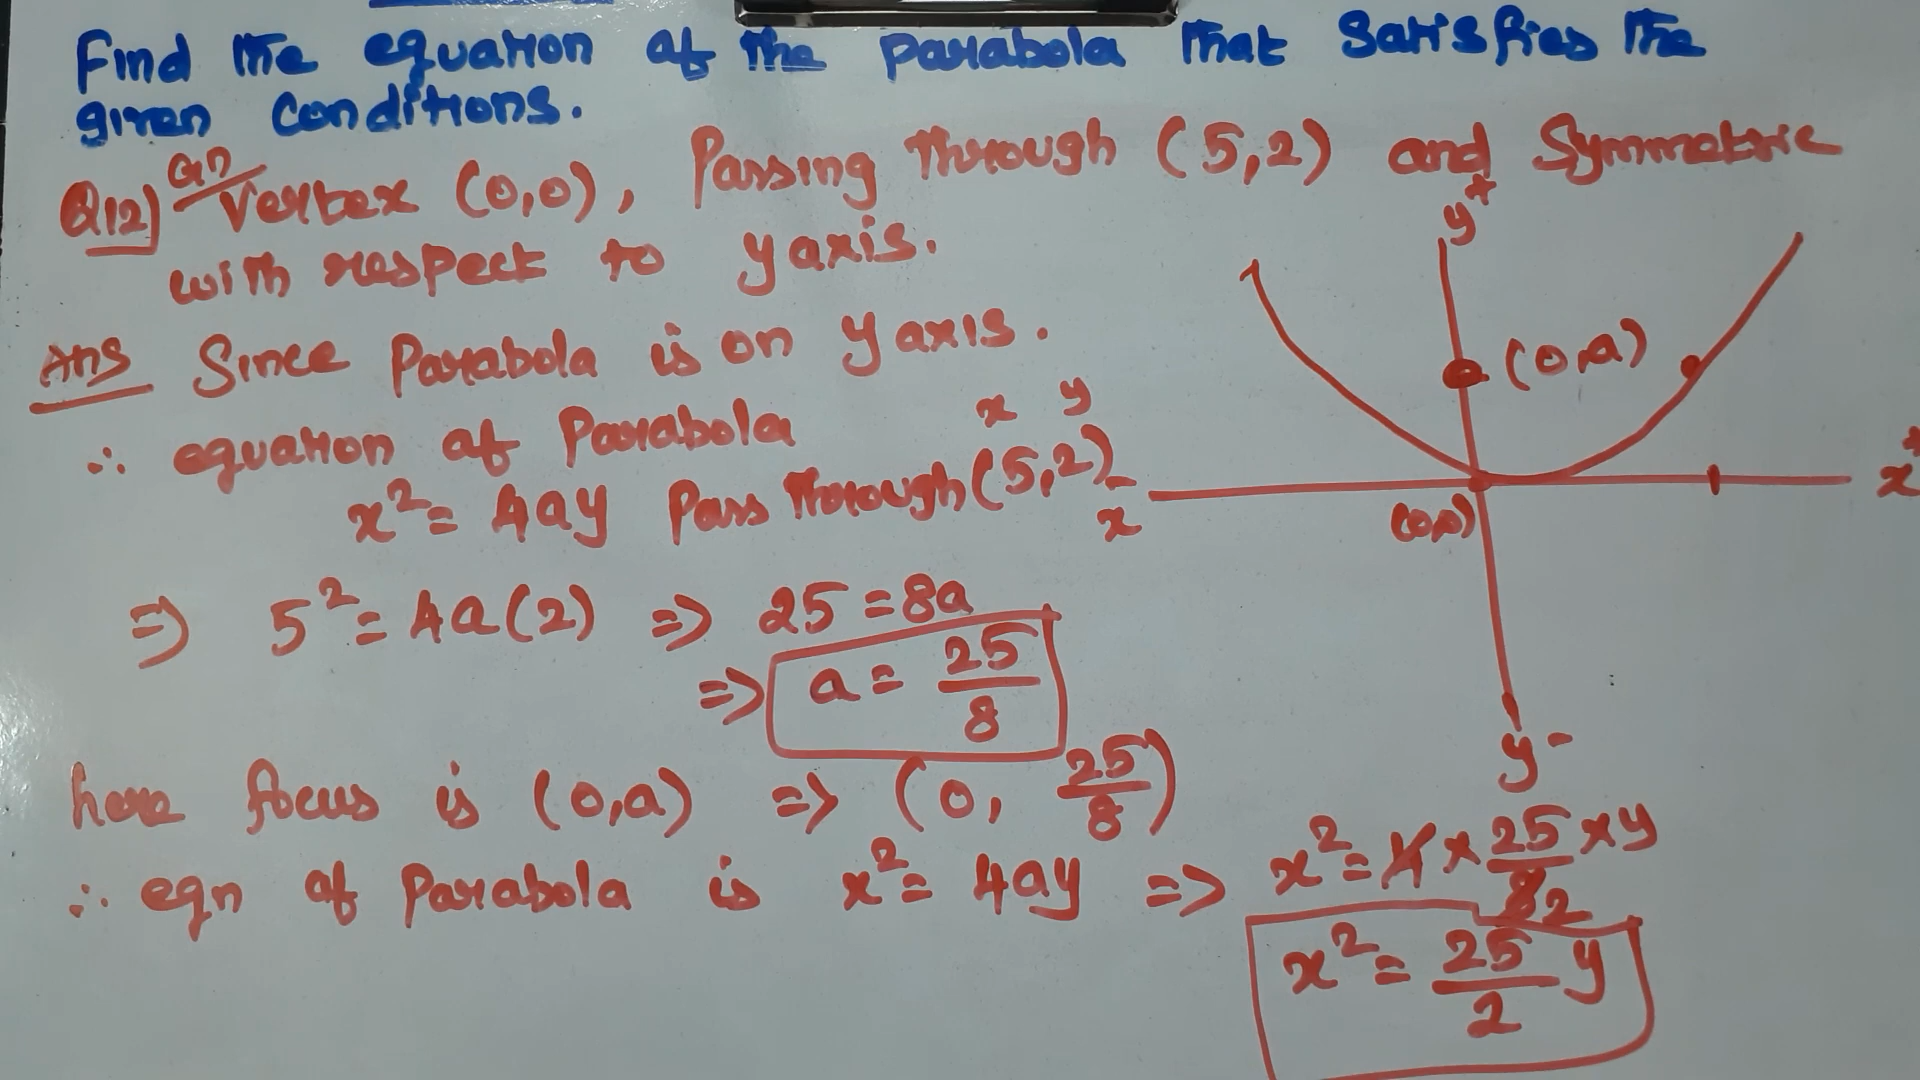 Find the equation of the parabola that satisfies the
given conditions.
Q12) Gn Vertex (0,0), Passing through (5,2) and Symmetric
with respect to y axis.
Ans Since Parabola is on y axis.
∴ equation of Parabola
x y
x² = 4ay Pass through (5,2)
⇒ 5² = 4a(2) ⇒ 25 = 8a
⇒ a = 25/8
here focus is (0,a) ⇒ (0, 25/8)
∴ eqn of Parabola is x² = 4ay ⇒ x² = 4 × 25/8 × y
2
x² = 25/2 y
y+
(0,a)
x-
x+
(0,0)
y-